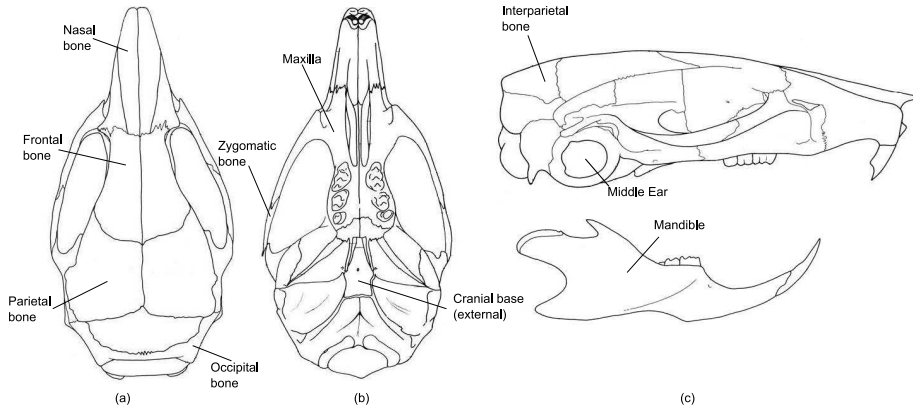 Nasal
bone
Frontal
bone
Parietal
bone
Occipital
bone
(a)
Maxilla
Zygomatic
bone
Cranial base
(external)
(b)
Interparietal
bone
Middle Ear
Mandible
(c)